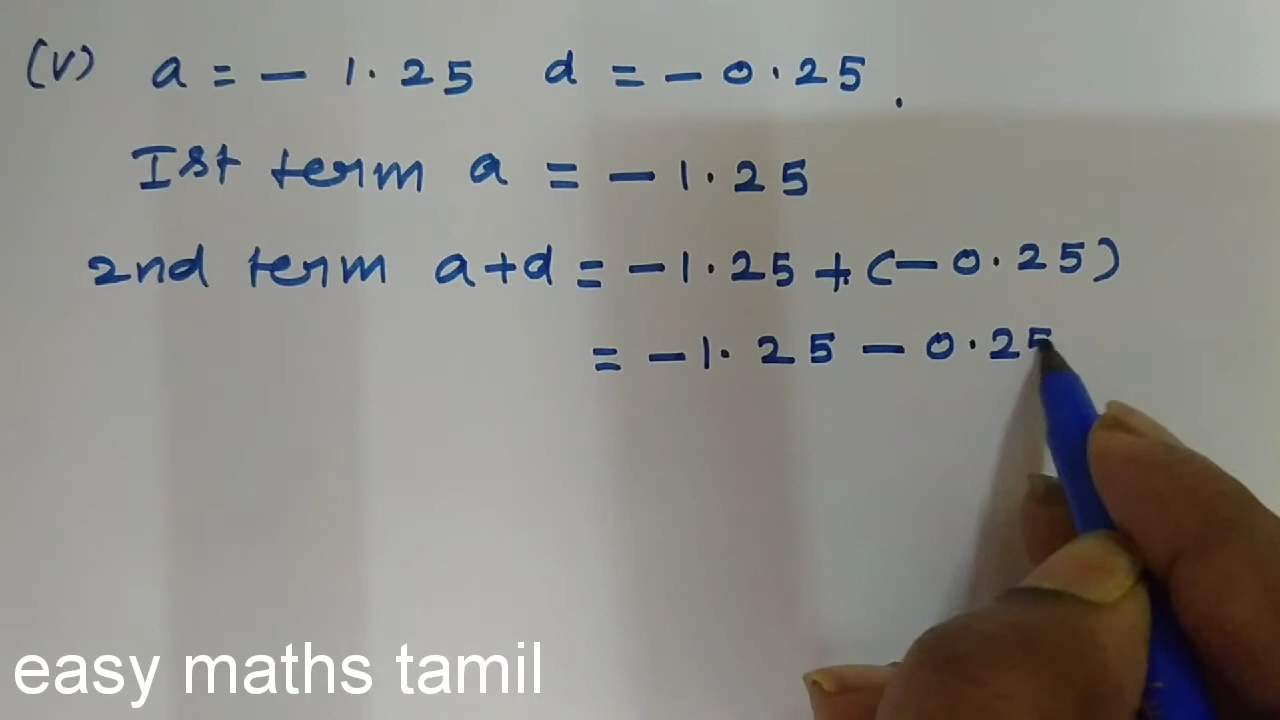 (v) a = - 1.25 d = - 0.25.
Ist term a = - 1.25
2nd term a+d = - 1.25 + (- 0.25)
= - 1.25 - 0.25
easy maths tamil